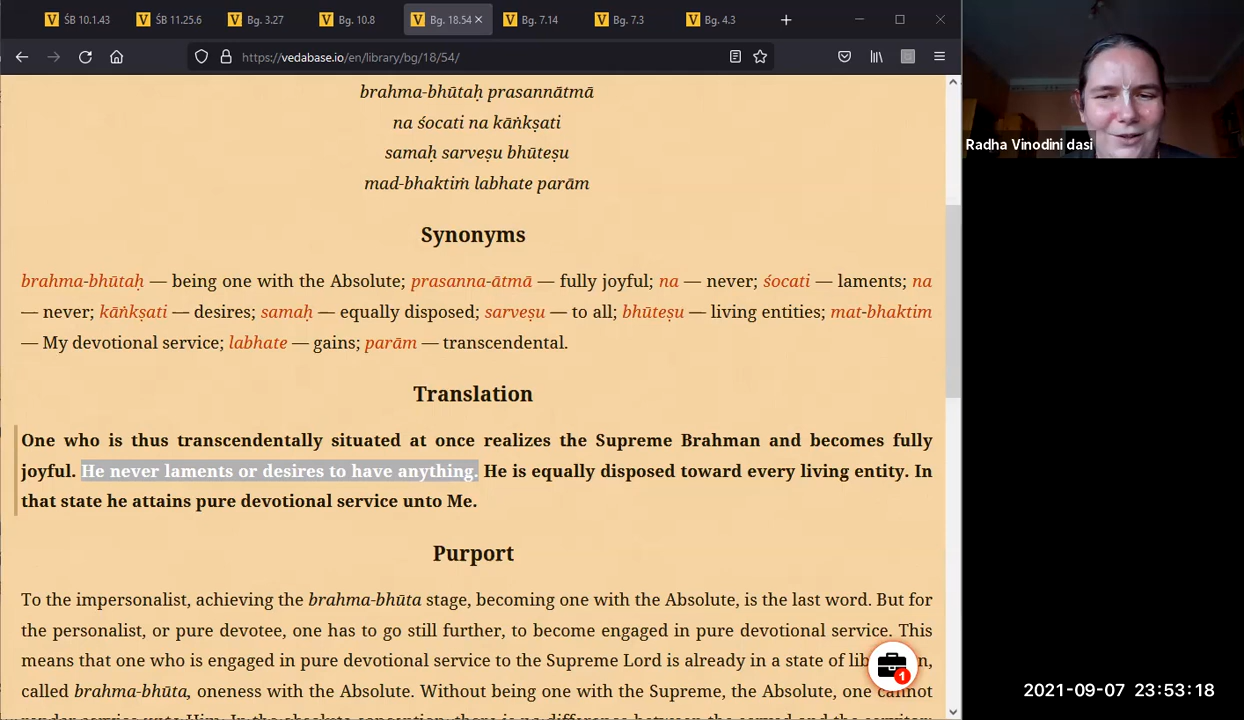 ŚB 10.1.43
ŚB 11.25.6
Bg. 3.27
Bg. 10.8
Bg. 18.54
Bg. 7.14
Bg. 7.3
Bg. 4.3
https://vedabase.io/en/library/bg/18/54/
brahma-bhūtaḥ prasannātmā
na śocati na kāṅkṣati
samaḥ sarveṣu bhūteṣu
mad-bhaktiṁ labhate parām
Synonyms
brahma-bhūtaḥ — being one with the Absolute; prasanna-ātmā — fully joyful; na — never; śocati — laments; na
— never; kāṅkṣati — desires; samaḥ — equally disposed; sarveṣu — to all; bhūteṣu — living entities; mat-bhaktim
— My devotional service; labhate — gains; parām — transcendental.
Translation
One who is thus transcendentally situated at once realizes the Supreme Brahman and becomes fully
joyful. He never laments or desires to have anything. He is equally disposed toward every living entity. In
that state he attains pure devotional service unto Me.
Purport
To the impersonalist, achieving the brahma-bhūta stage, becoming one with the Absolute, is the last word. But for
the personalist, or pure devotee, one has to go still further, to become engaged in pure devotional service. This
means that one who is engaged in pure devotional service to the Supreme Lord is already in a state of
called brahma-bhūta, oneness with the Absolute. Without being one with the Supreme, the Absolute, one cannot
1
Radha Vinodini dasi
2021-09-07 23:53:18